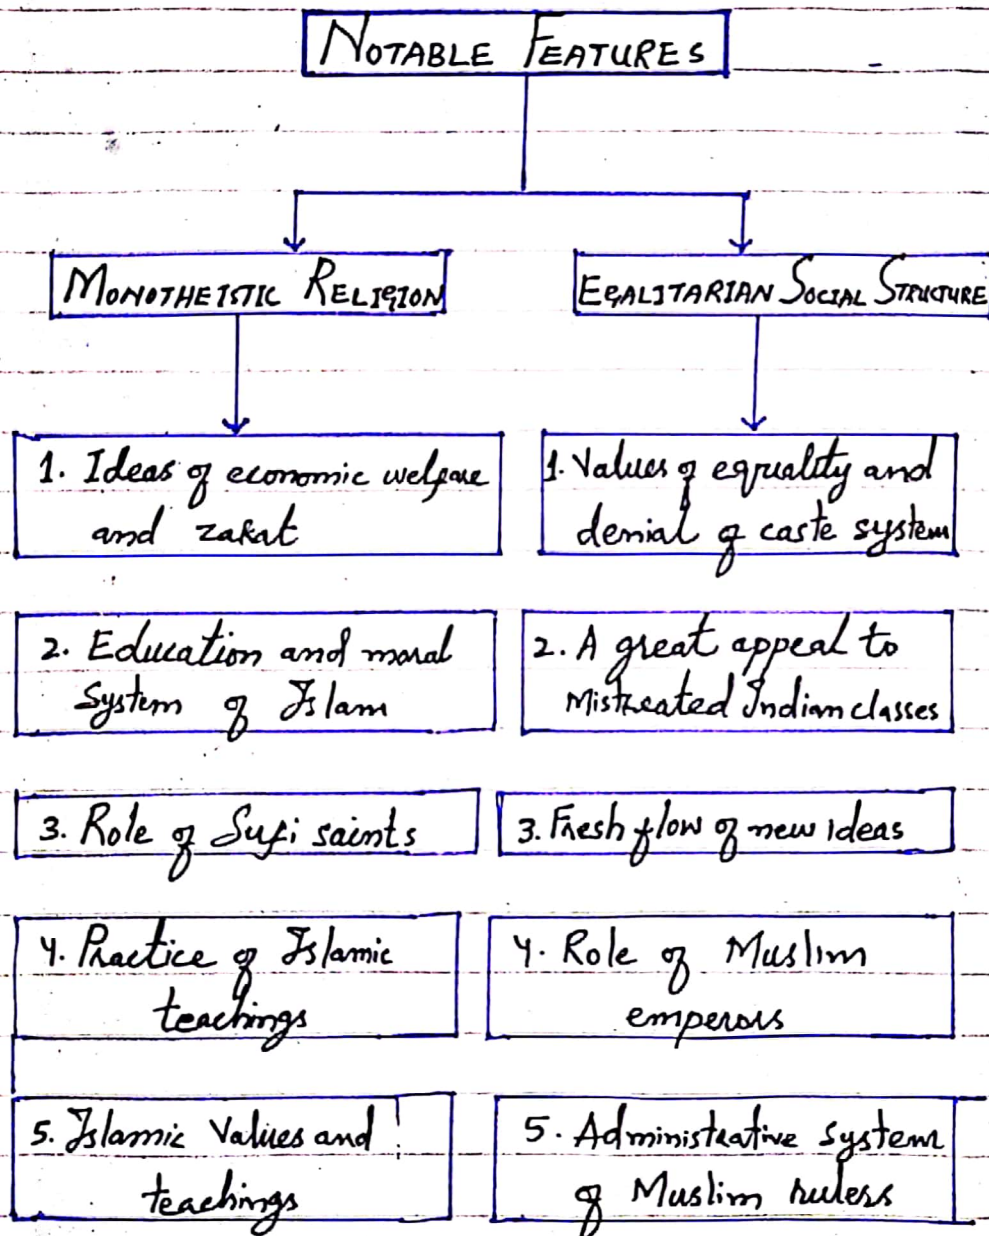 NOTABLE FEATURES
MONOTHEISTIC RELIGION
EGALITARIAN SOCIAL STRUCTURE
1. Ideas of economic welfare
and zakat
2. Education and moral
system of Islam
3. Role of Sufi saints
4. Practice of Islamic
teachings
5. Islamic Values and
teachings
1. Values of equality and
denial of caste system
2. A great appeal to
Mistreated Indian classes
3. Fresh flow of new ideas
4. Role of Muslim
emperors
5. Administrative system
of Muslim rulers